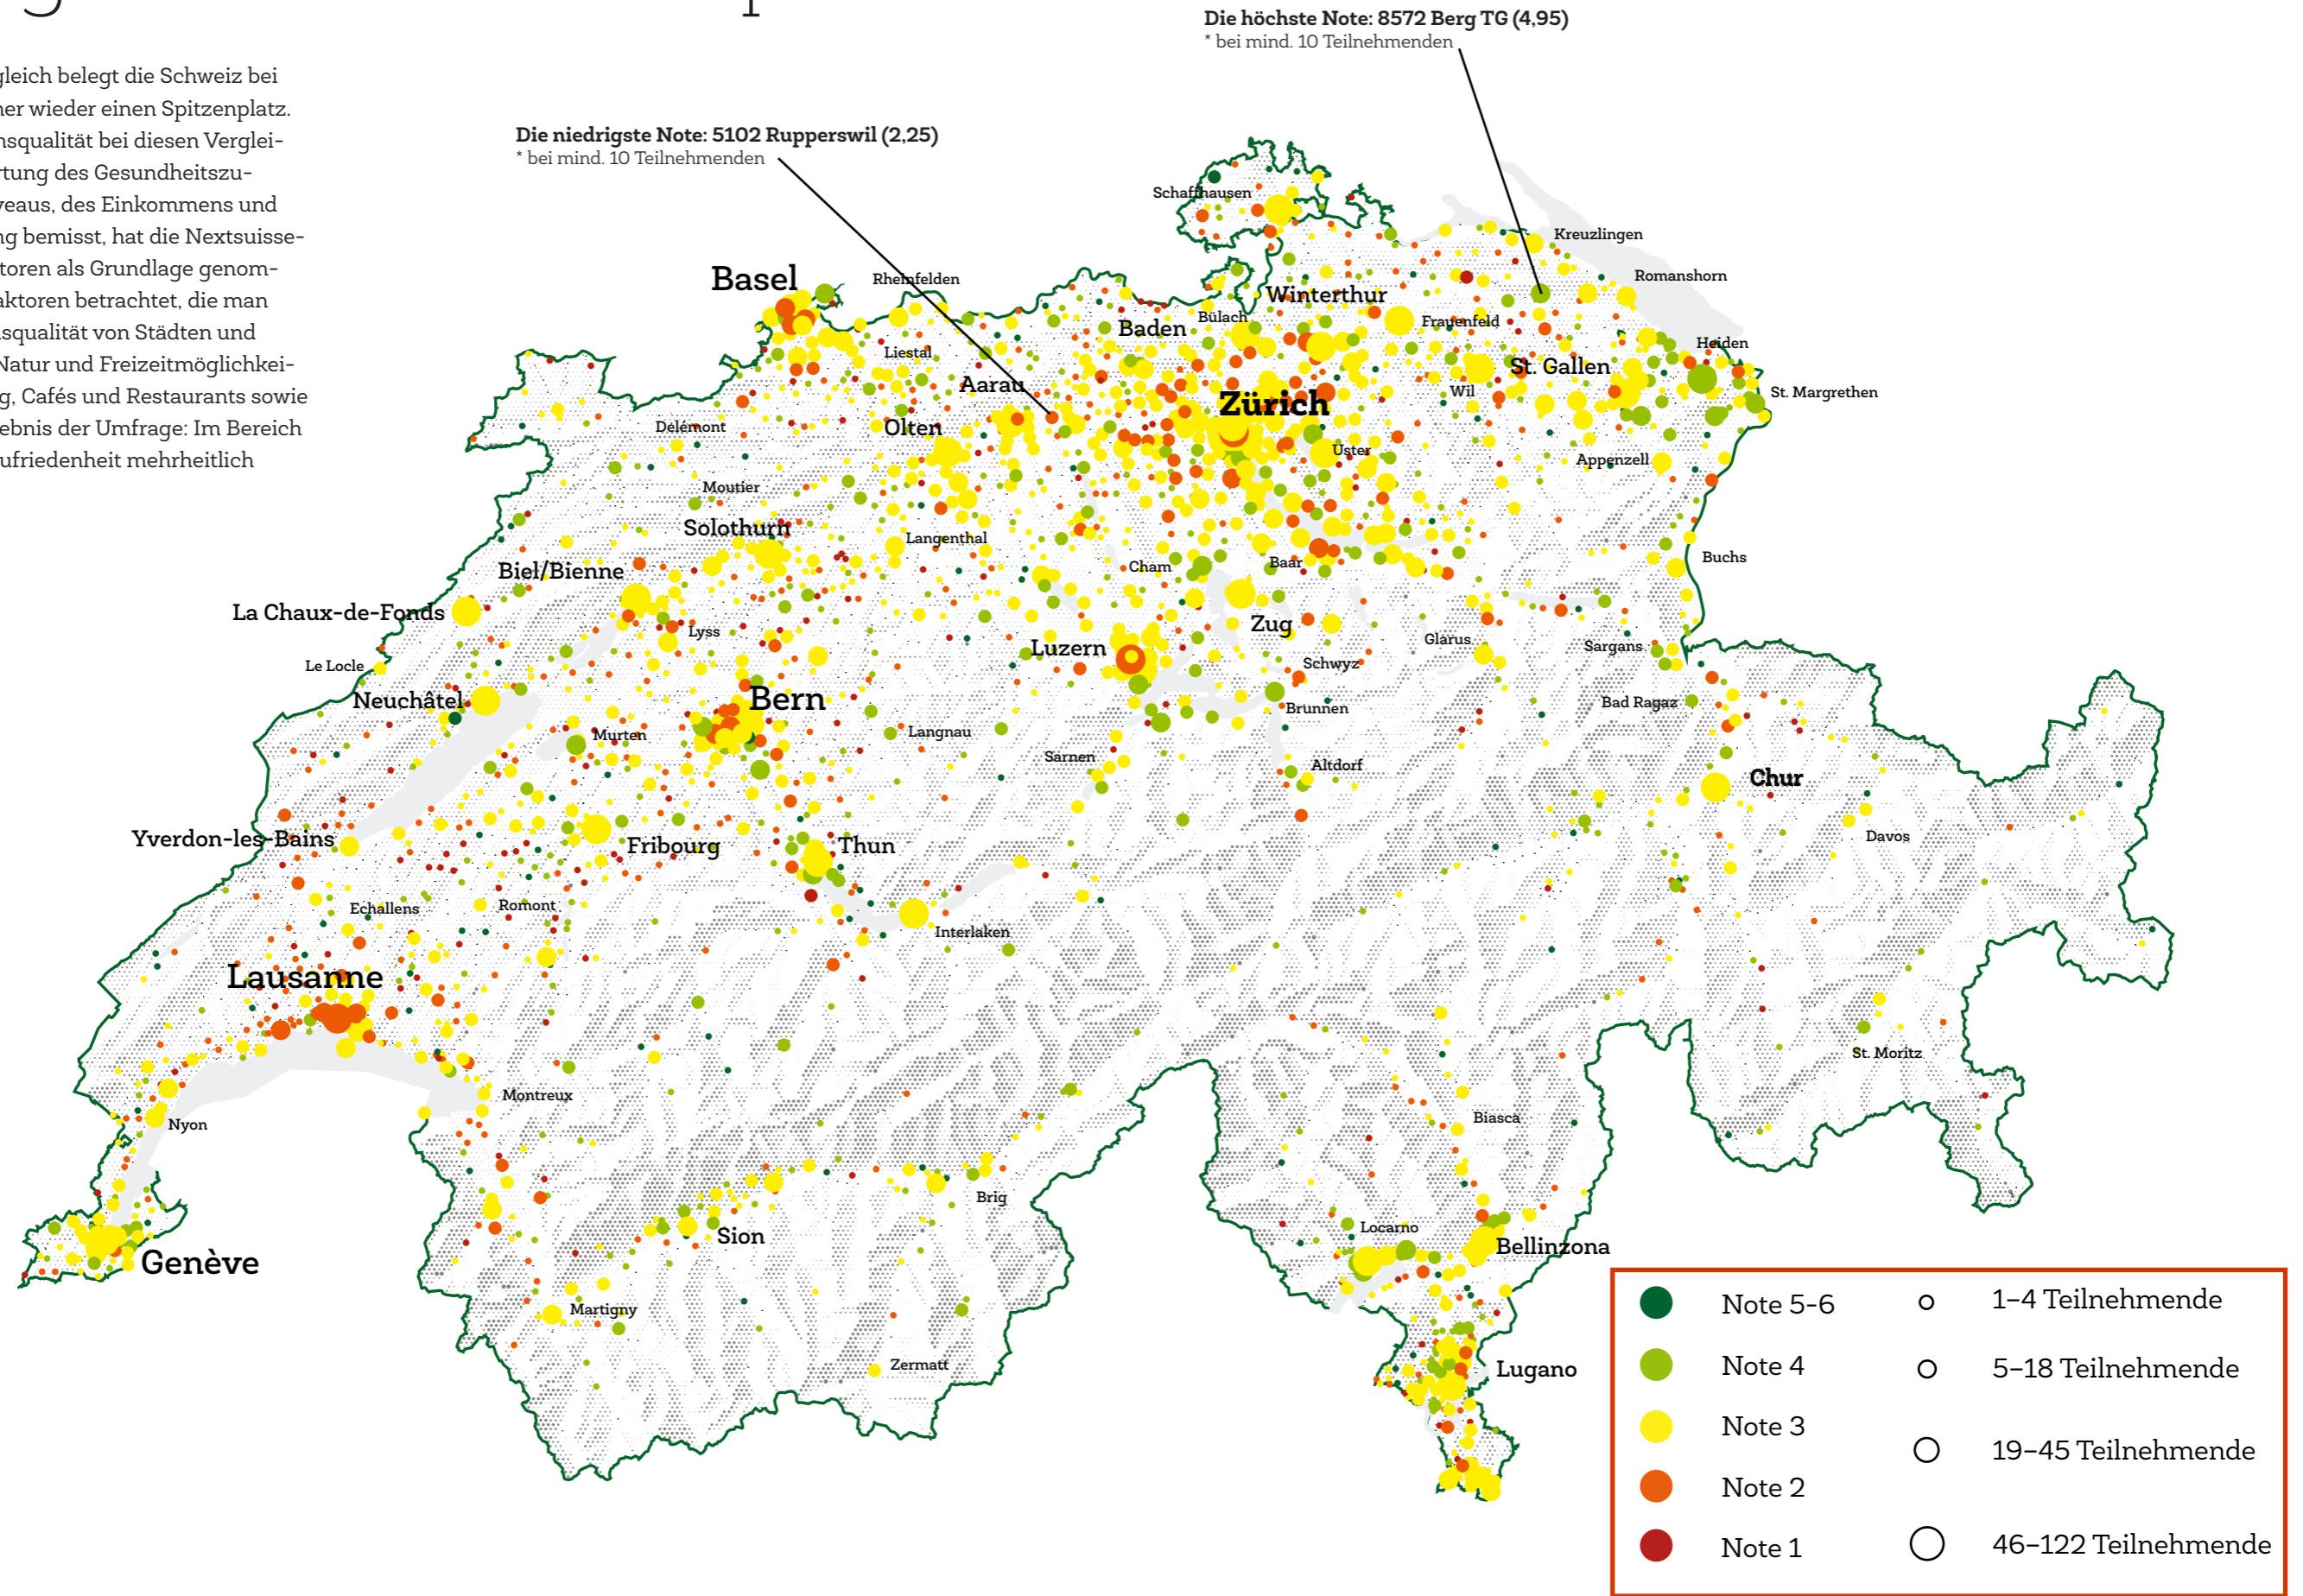 gleich belegt die Schweiz bei
ner wieder einen Spitzenplatz.
nsqualität bei diesen Verglei-
rtung des Gesundheitszu-
veaus, des Einkommens und
ng bemisst, hat die Nextsuisse-
toren als Grundlage genom-
aktoren betrachtet, die man
nsqualität von Städten und
Natur und Freizeitmöglichkei-
g, Cafés und Restaurants sowie
ebnis der Umfrage: Im Bereich
ufriedenheit mehrheitlich
Die höchste Note: 8572 Berg TG (4,95)
* bei mind. 10 Teilnehmenden
Die niedrigste Note: 5102 Rupperswil (2,25)
* bei mind. 10 Teilnehmenden
Schaffhausen
Kreuzlingen
Basel
Rheinfelden
Romanshorn
Winterthur
Bülach
Baden
Frauenfeld
Heiden
Liestal
St. Gallen
Aarau
Wil
St. Margrethen
Zürich
Delémont
Olten
Uster
Appenzell
Moutier
Solothurn
Langenthal
Buchs
Biel/Bienne
Cham
Baar
La Chaux-de-Fonds
Zug
Lyss
Glarus
Luzern
Sargans
Le Locle
Schwyz
Neuchâtel
Bern
Bad Ragaz
Brunnen
Murten
Langnau
Sarnen
Altdorf
Chur
Yverdon-les-Bains
Fribourg
Thun
Davos
Echallens
Romont
Interlaken
Lausanne
St. Moritz
Montreux
Biasca
Nyon
Brig
Locarno
Sion
Bellinzona
Genève
Martigny
Zermatt
Lugano
Note 5-6
1–4 Teilnehmende
Note 4
5–18 Teilnehmende
Note 3
19–45 Teilnehmende
Note 2
46–122 Teilnehmende
Note 1